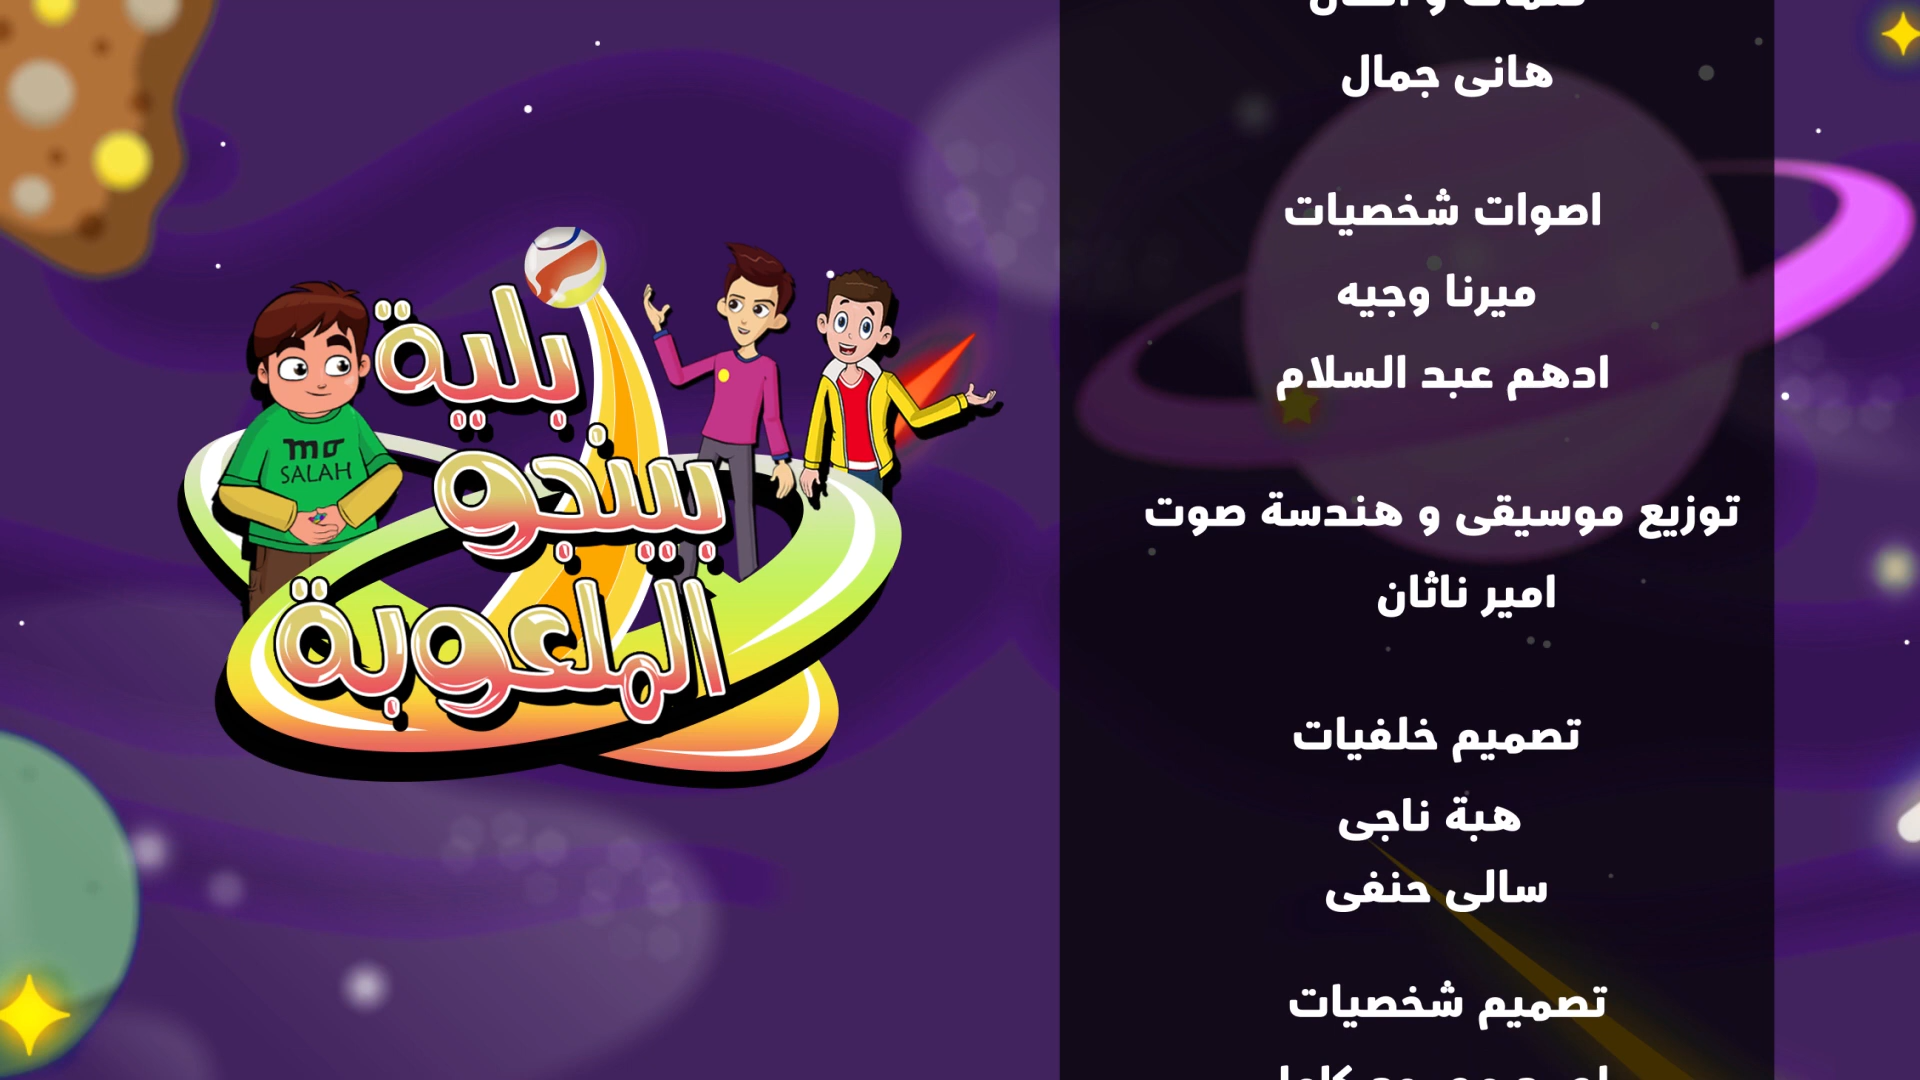 بلية
بينجو
الملعوبة
mo
SALAH
هانى جمال
اصوات شخصيات
ميرنا وجيه
ادهم عبد السلام
توزيع موسيقى و هندسة صوت
امير ناثان
تصميم خلفيات
هبة ناجى
سالى حنفى
تصميم شخصيات